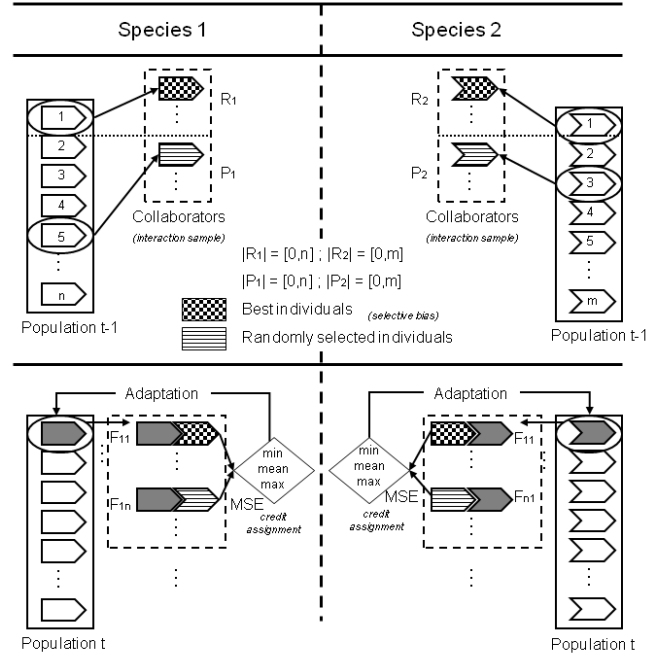 Species 1
Species 2
R1
R2
1
2
3
4
5
n
P1
P2
1
2
3
4
5
m
Collaborators
(interaction sample)
Collaborators
(interaction sample)
|R1| = [0,n] ; |R2| = [0,m]
|P1| = [0,n] ; |P2| = [0,m]
Best individuals (selective bias)
Randomly selected individuals
Population t-1
Population t-1
Adaptation
Adaptation
F11
F1n
min
mean
max
MSE
credit
assignment
min
mean
max
MSE
credit
assignment
F11
Fn1
Population t
Population t